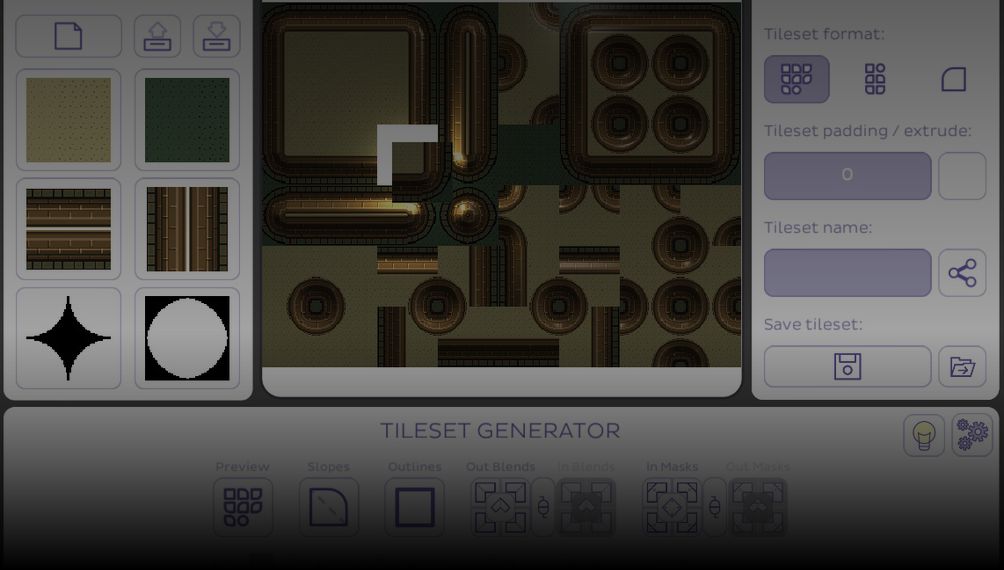 Tileset format:
Tileset padding / extrude:
0
Tileset name:
Save tileset:
TILESET GENERATOR
Preview Slopes Outlines Out Blends In Blends In Masks Out Masks